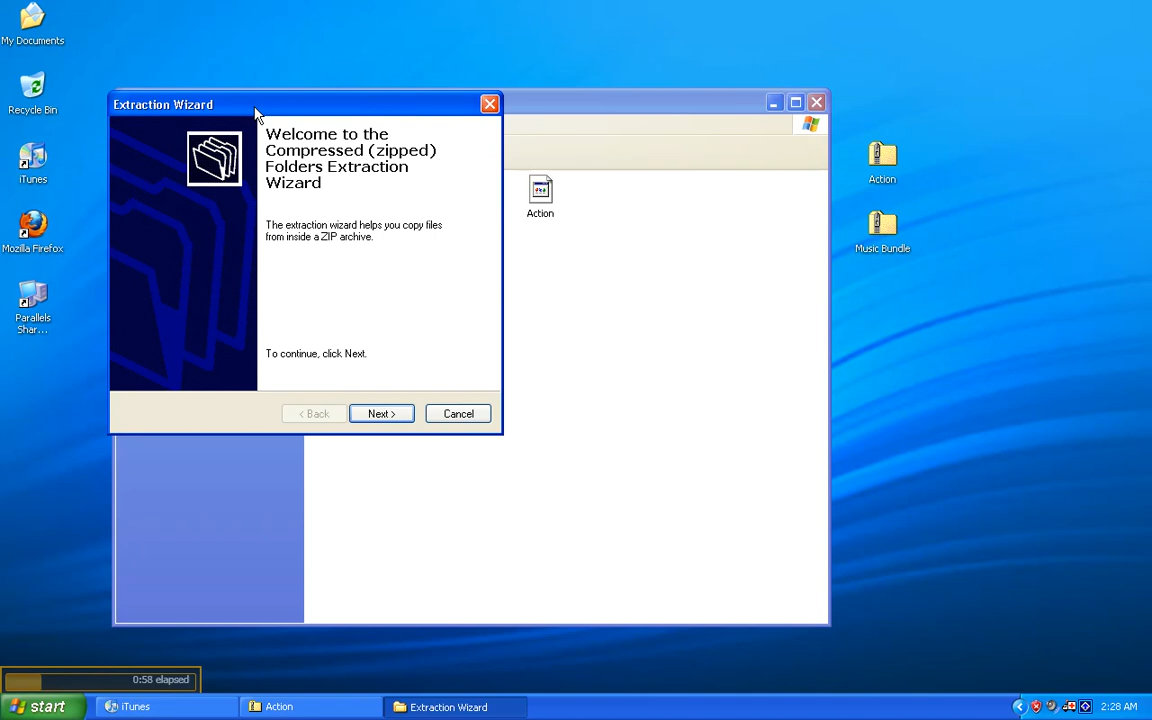 My Documents
Recycle Bin
iTunes
Mozilla Firefox
Parallels
Shar...
Extraction Wizard
Welcome to the
Compressed (zipped)
Folders Extraction
Wizard
The extraction wizard helps you copy files
from inside a ZIP archive.
To continue, click Next.
< Back
Next >
Cancel
Action
Action
Music Bundle
0:58 elapsed
start
iTunes
Action
Extraction Wizard
2:28 AM